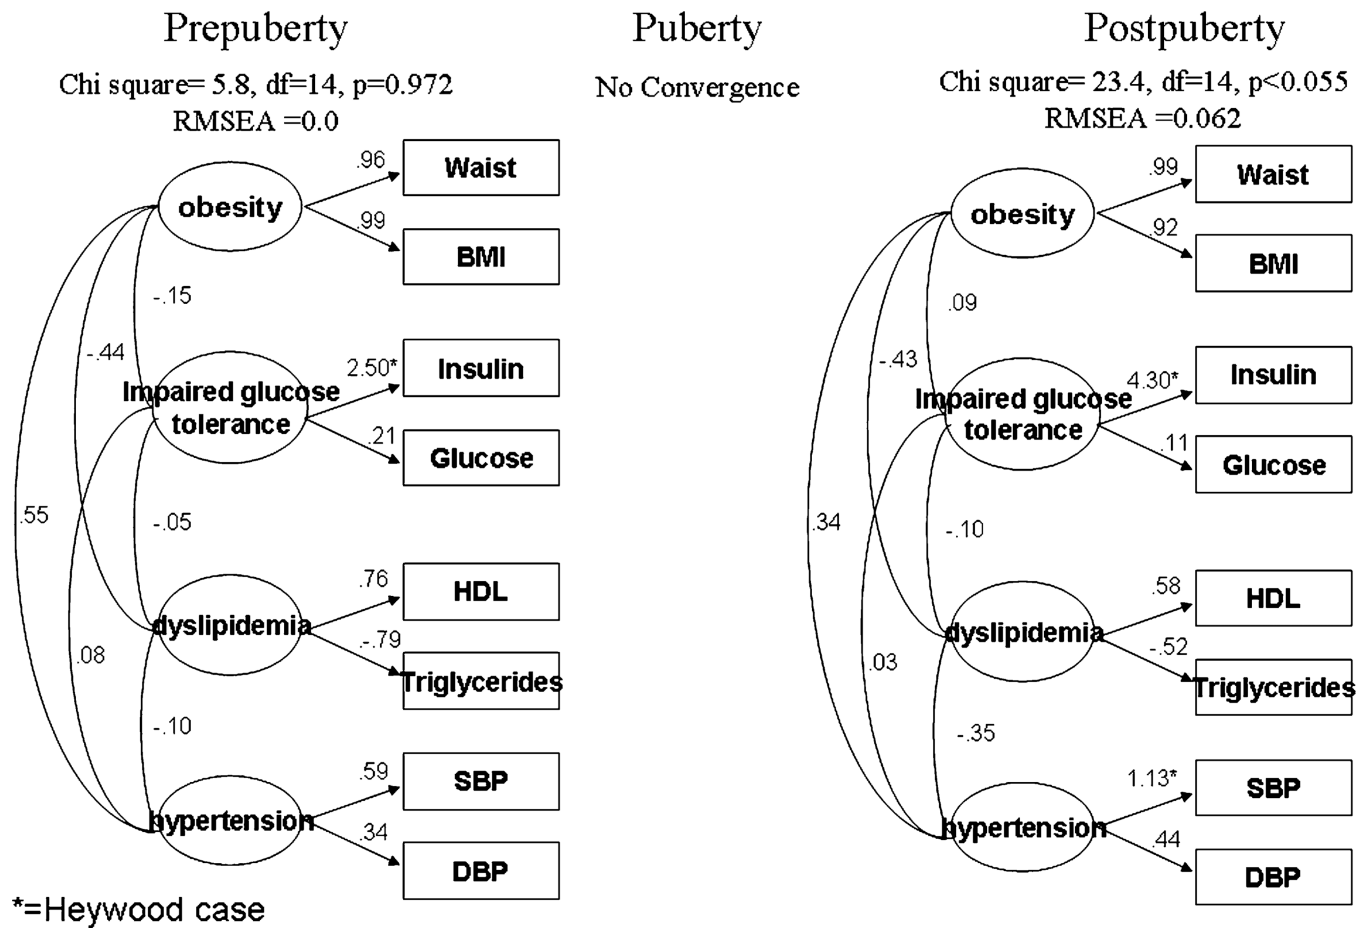 Prepuberty
Chi square= 5.8, df=14, p=0.972
RMSEA =0.0
.96
Waist
obesity
.99
BMI
-.15
-.44
2.50*
Insulin
Impaired glucose
tolerance
.21
Glucose
.55
-.05
.76
HDL
dyslipidemia
-.79
Triglycerides
.08
-.10
.59
SBP
hypertension
.34
DBP
*=Heywood case
Puberty
No Convergence
Postpuberty
Chi square= 23.4, df=14, p<0.055
RMSEA =0.062
.99
Waist
obesity
.92
BMI
.09
-.43
4.30*
Insulin
Impaired glucose
tolerance
.11
Glucose
.34
-.10
.58
HDL
dyslipidemia
-.52
Triglycerides
.03
-.35
1.13*
SBP
hypertension
.44
DBP